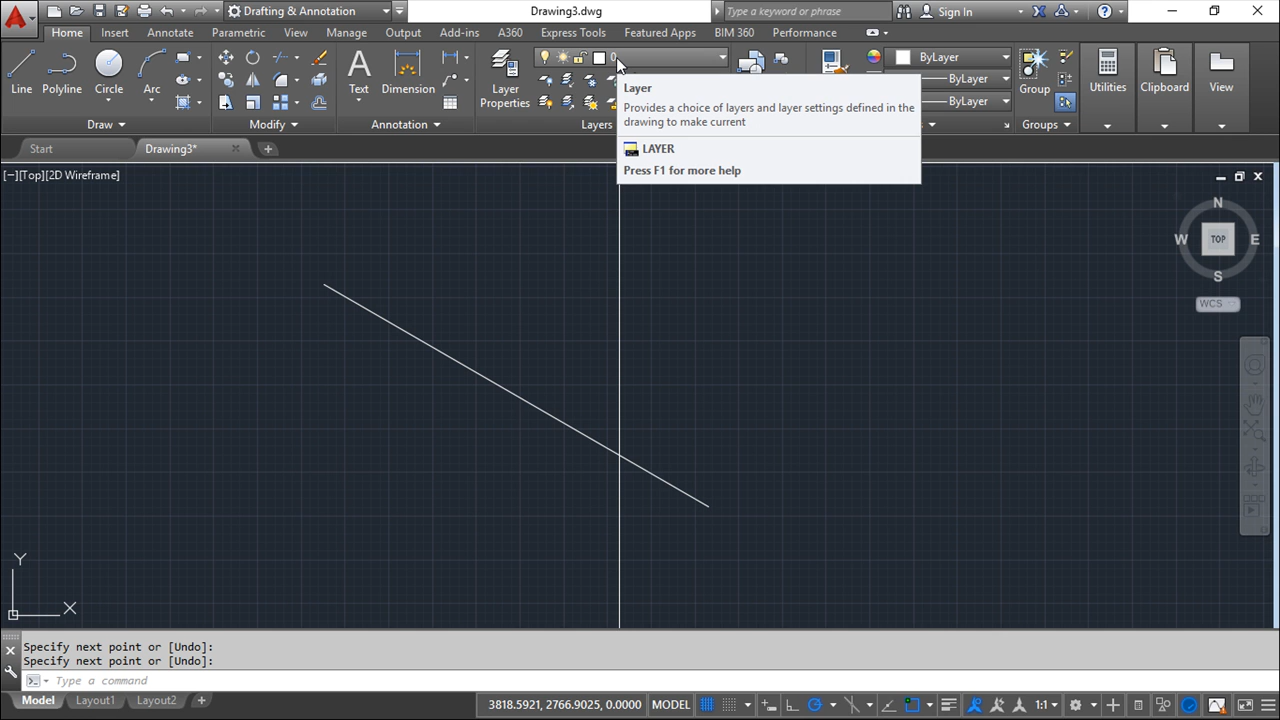 Drafting & Annotation
Drawing3.dwg
Type a keyword or phrase
Sign In
Home
Insert
Annotate
Parametric
View
Manage
Output
Add-ins
A360
Express Tools
Featured Apps
BIM 360
Performance
Line
Polyline
Circle
Arc
Text
Dimension
Layer
Properties
0
ByLayer
ByLayer
ByLayer
Group
Utilities
Clipboard
View
Draw
Modify
Annotation
Layers
Groups
Layer
Provides a choice of layers and layer settings defined in the
drawing to make current
LAYER
Press F1 for more help
Start
Drawing3*
[−][Top][2D Wireframe]
N
W
TOP
E
S
WCS
Y
X
Specify next point or [Undo]:
Specify next point or [Undo]:
Type a command
Model
Layout1
Layout2
3818.5921, 2766.9025, 0.0000
MODEL
1:1